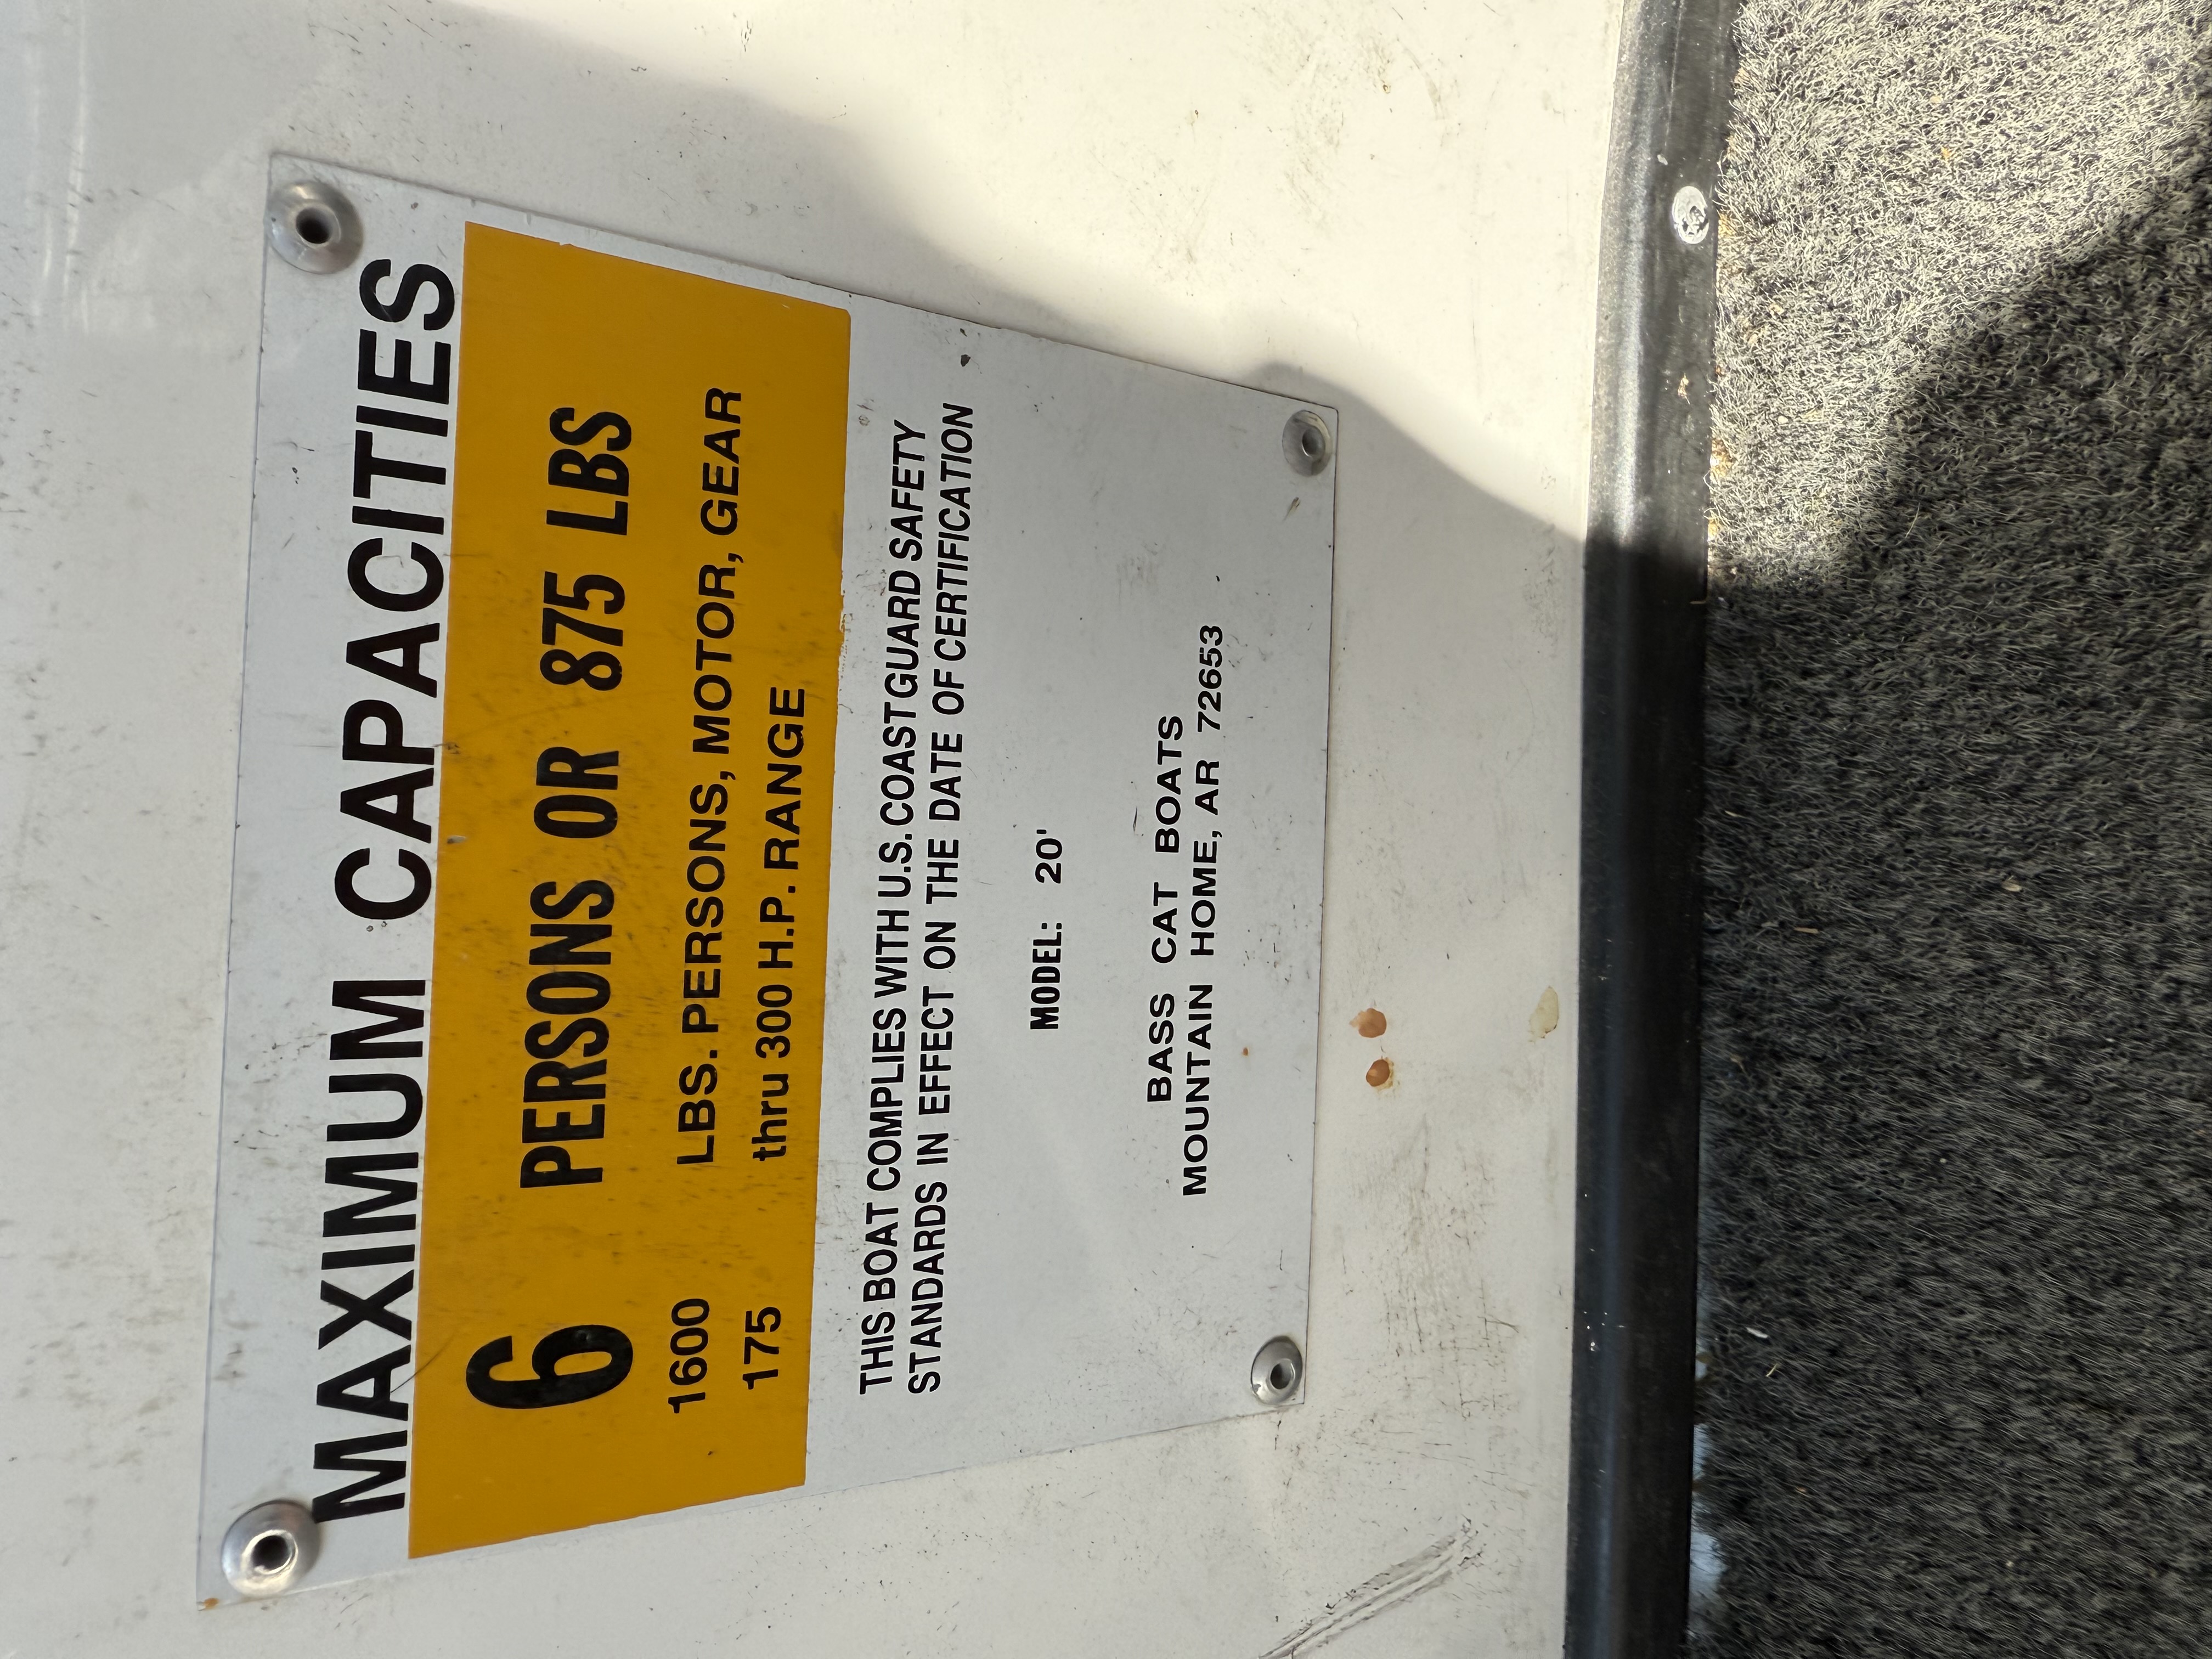 MAXIMUM CAPACITIES
6 PERSONS OR 875 LBS
1600 LBS. PERSONS, MOTOR, GEAR
175 thru 300 H.P. RANGE
THIS BOAT COMPLIES WITH U.S. COAST GUARD SAFETY
STANDARDS IN EFFECT ON THE DATE OF CERTIFICATION
MODEL: 20'
BASS CAT BOATS
MOUNTAIN HOME, AR 72653